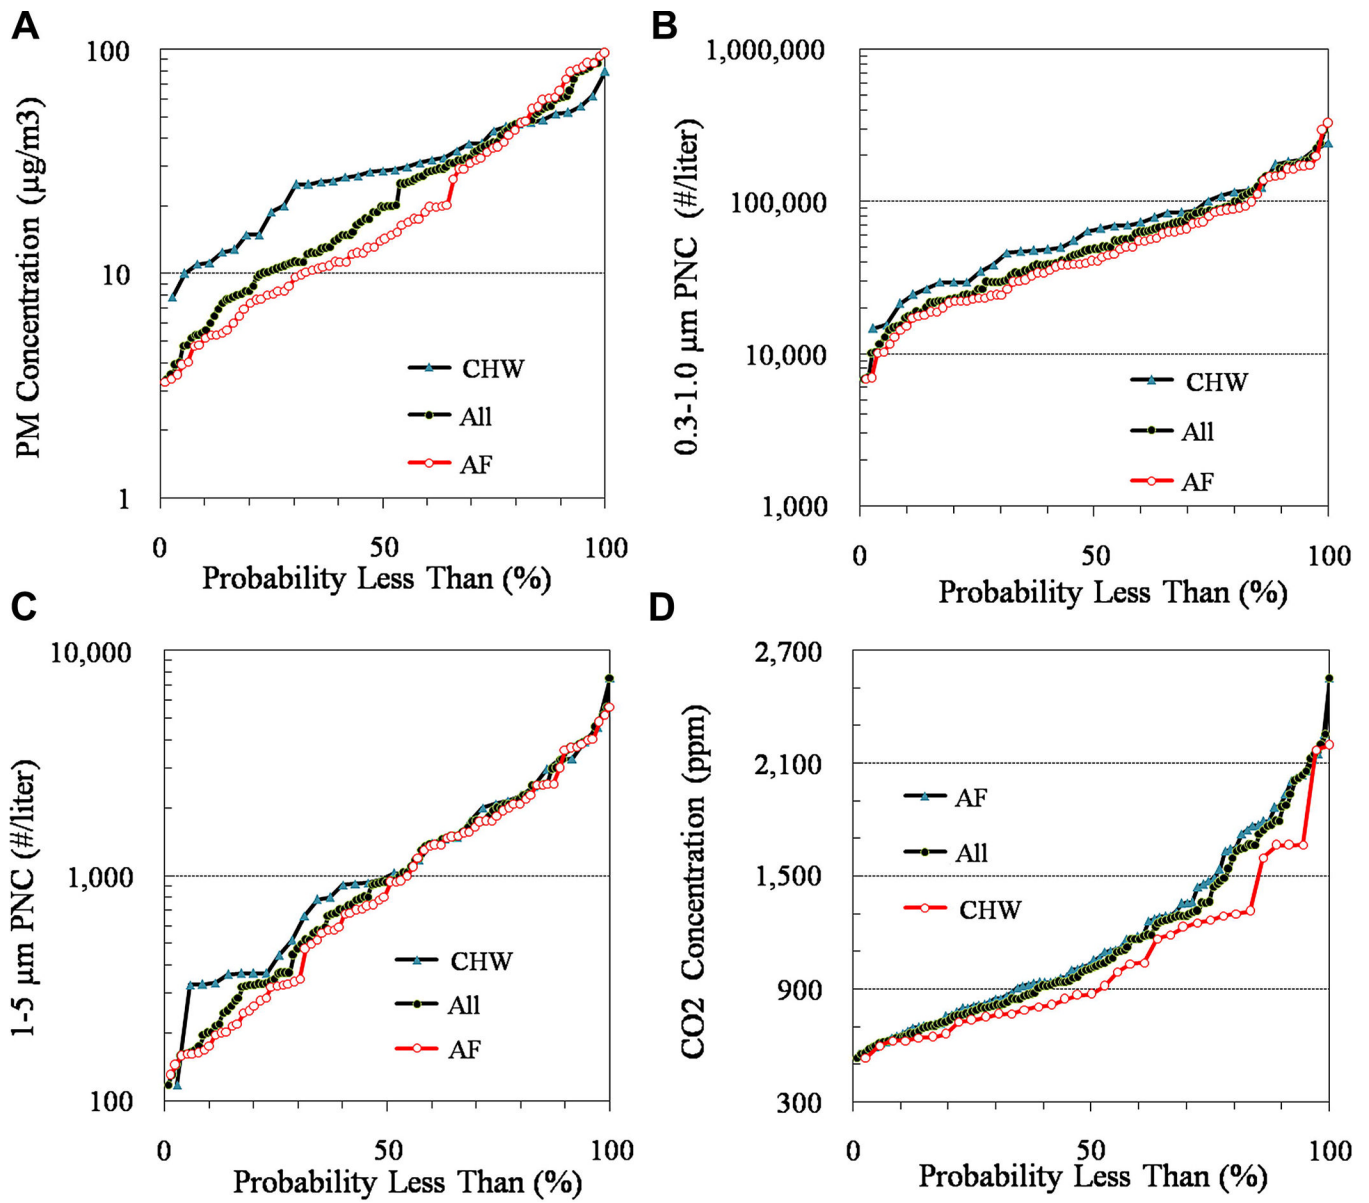 A
PM Concentration (µg/m3)
100
10
1
CHW
All
AF
0 50 100
Probability Less Than (%)
B
0.3-1.0 µm PNC (#/liter)
1,000,000
100,000
10,000
1,000
CHW
All
AF
0 50 100
Probability Less Than (%)
C
1-5 µm PNC (#/liter)
10,000
1,000
100
CHW
All
AF
0 50 100
Probability Less Than (%)
D
CO2 Concentration (ppm)
2,700
2,100
1,500
900
300
AF
All
CHW
0 50 100
Probability Less Than (%)